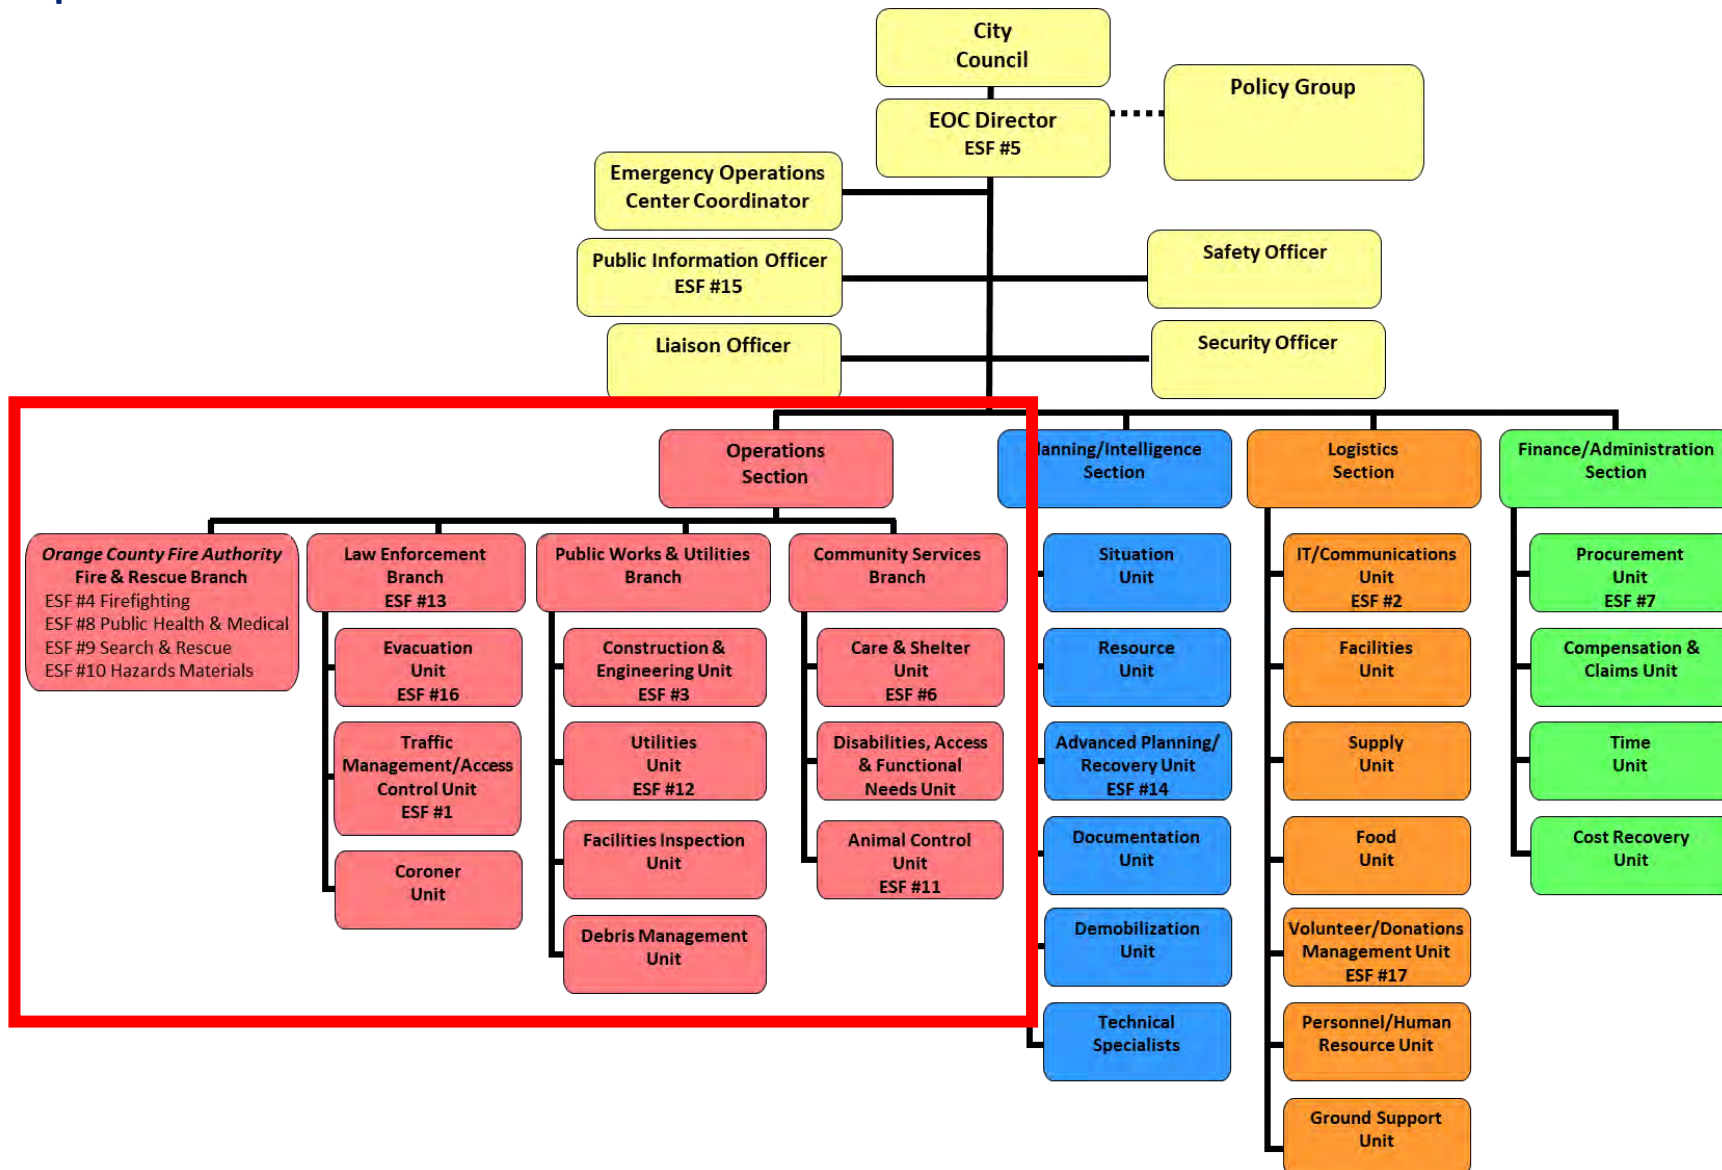 City
Council
EOC Director
ESF #5
Policy Group
Emergency Operations
Center Coordinator
Public Information Officer
ESF #15
Safety Officer
Liaison Officer
Security Officer
Operations
Section
Orange County Fire Authority
Fire & Rescue Branch
ESF #4 Firefighting
ESF #8 Public Health & Medical
ESF #9 Search & Rescue
ESF #10 Hazards Materials
Law Enforcement
Branch
ESF #13
Evacuation
Unit
ESF #16
Traffic
Management/Access
Control Unit
ESF #1
Coroner
Unit
Public Works & Utilities
Branch
Construction &
Engineering Unit
ESF #3
Utilities
Unit
ESF #12
Facilities Inspection
Unit
Debris Management
Unit
Community Services
Branch
Care & Shelter
Unit
ESF #6
Disabilities, Access
& Functional
Needs Unit
Animal Control
Unit
ESF #11
lanning/Intelligence
Section
Situation
Unit
Resource
Unit
Advanced Planning/
Recovery Unit
ESF #14
Documentation
Unit
Demobilization
Unit
Technical
Specialists
Logistics
Section
IT/Communications
Unit
ESF #2
Facilities
Unit
Supply
Unit
Food
Unit
Volunteer/Donations
Management Unit
ESF #17
Personnel/Human
Resource Unit
Ground Support
Unit
Finance/Administration
Section
Procurement
Unit
ESF #7
Compensation &
Claims Unit
Time
Unit
Cost Recovery
Unit